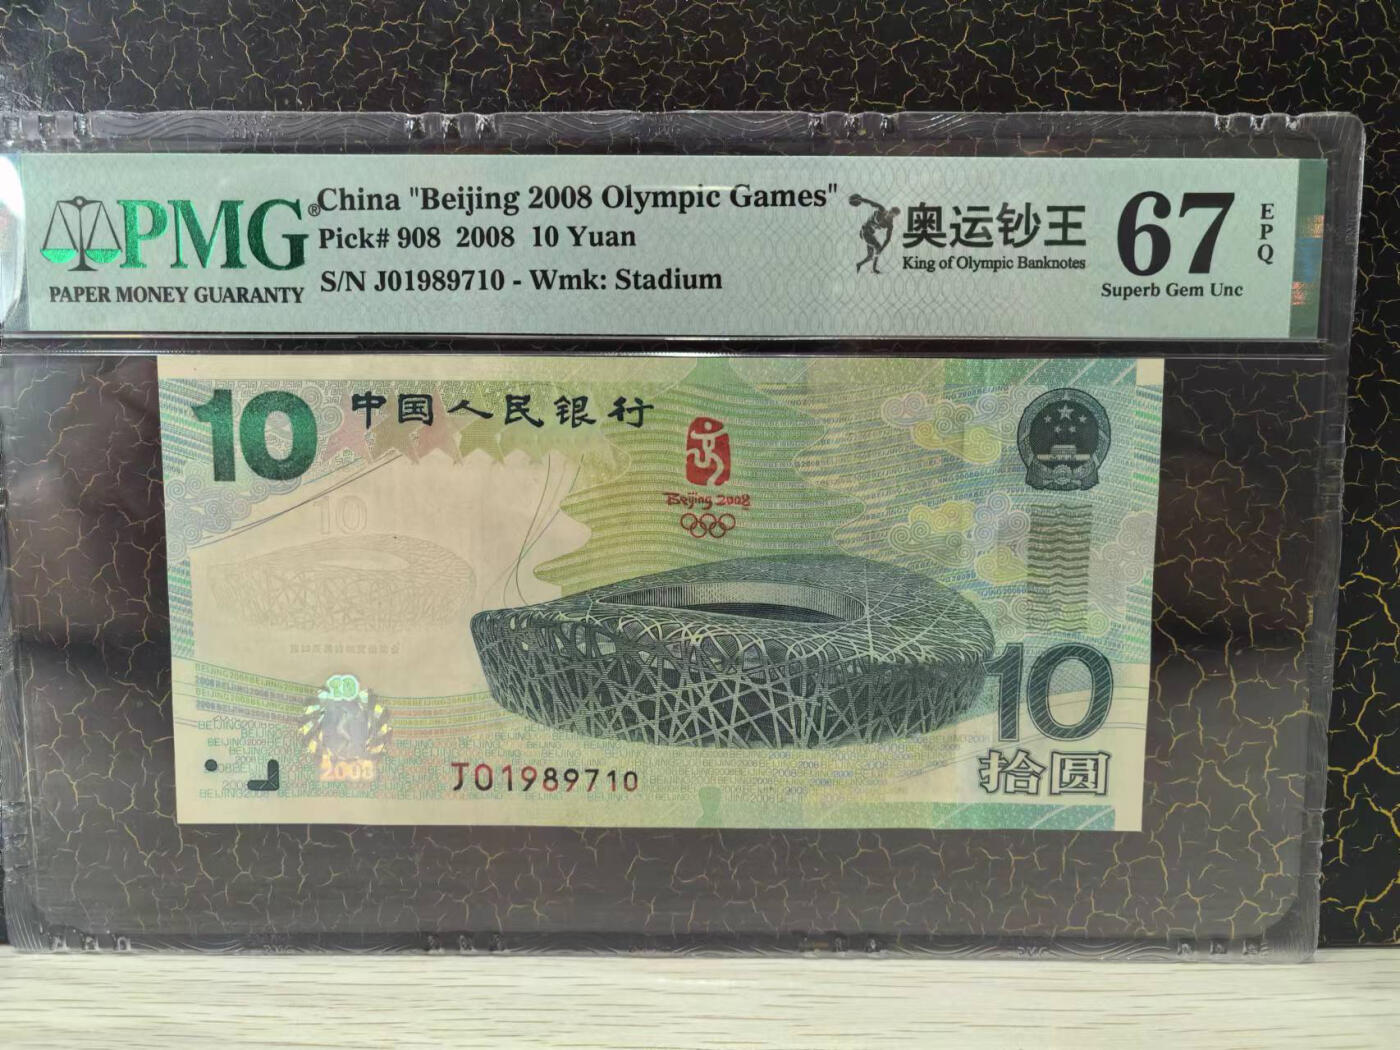 PMG®
PAPER MONEY GUARANTY
China "Beijing 2008 Olympic Games"
Pick# 908 2008 10 Yuan
S/N J01989710 - Wmk: Stadium
奥运钞王
King of Olympic Banknotes
67
EPQ
Superb Gem Unc
10
中国人民银行
Beijing 2008
10
10
2008
J01989710
10
拾圆